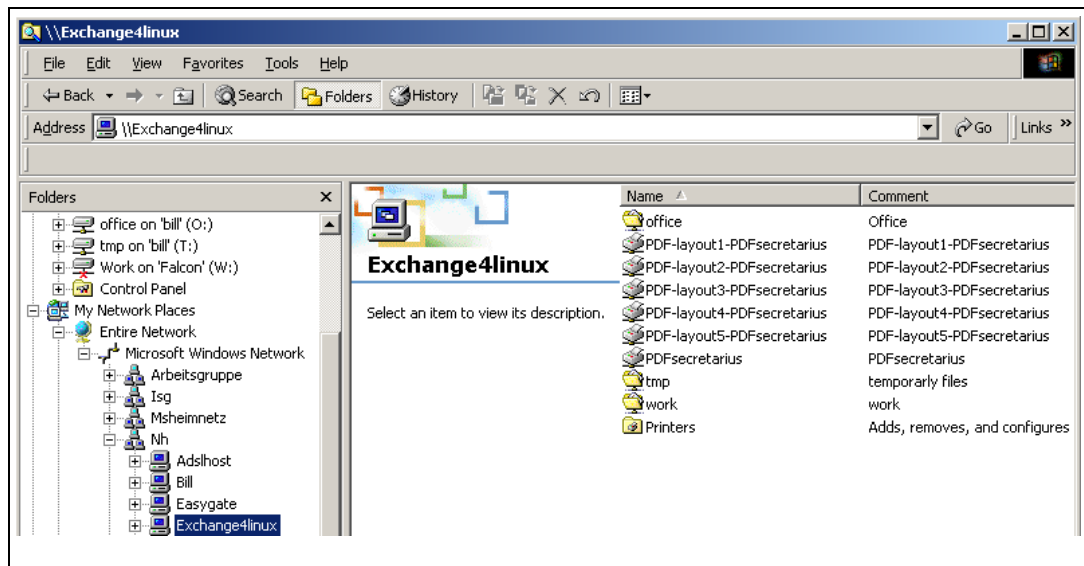 \\Exchange4linux
File Edit View Favorites Tools Help
Back Search Folders History
Address \\Exchange4linux Go Links »
Folders
office on 'bill' (O:)
tmp on 'bill' (T:)
Work on 'Falcon' (W:)
Control Panel
My Network Places
Entire Network
Microsoft Windows Network
Arbeitsgruppe
Isg
Msheimnetz
Nh
Adslhost
Bill
Easygate
Exchange4linux
Exchange4linux
Select an item to view its description.
Name Comment
office Office
PDF-layout1-PDFsecretarius PDF-layout1-PDFsecretarius
PDF-layout2-PDFsecretarius PDF-layout2-PDFsecretarius
PDF-layout3-PDFsecretarius PDF-layout3-PDFsecretarius
PDF-layout4-PDFsecretarius PDF-layout4-PDFsecretarius
PDF-layout5-PDFsecretarius PDF-layout5-PDFsecretarius
PDFsecretarius PDFsecretarius
tmp temporarly files
work work
Printers Adds, removes, and configures